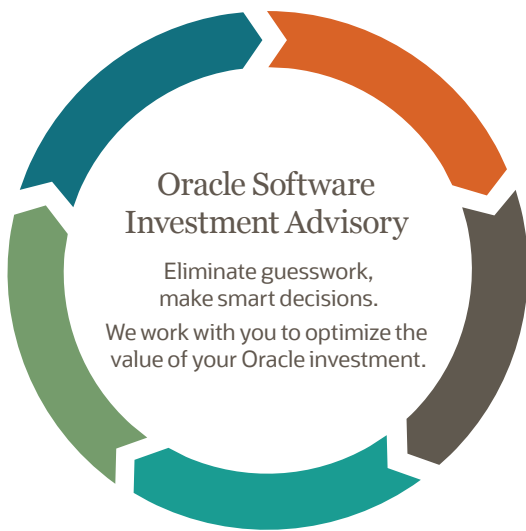 Oracle Software
Investment Advisory
Eliminate guesswork,
make smart decisions.
We work with you to optimize the
value of your Oracle investment.